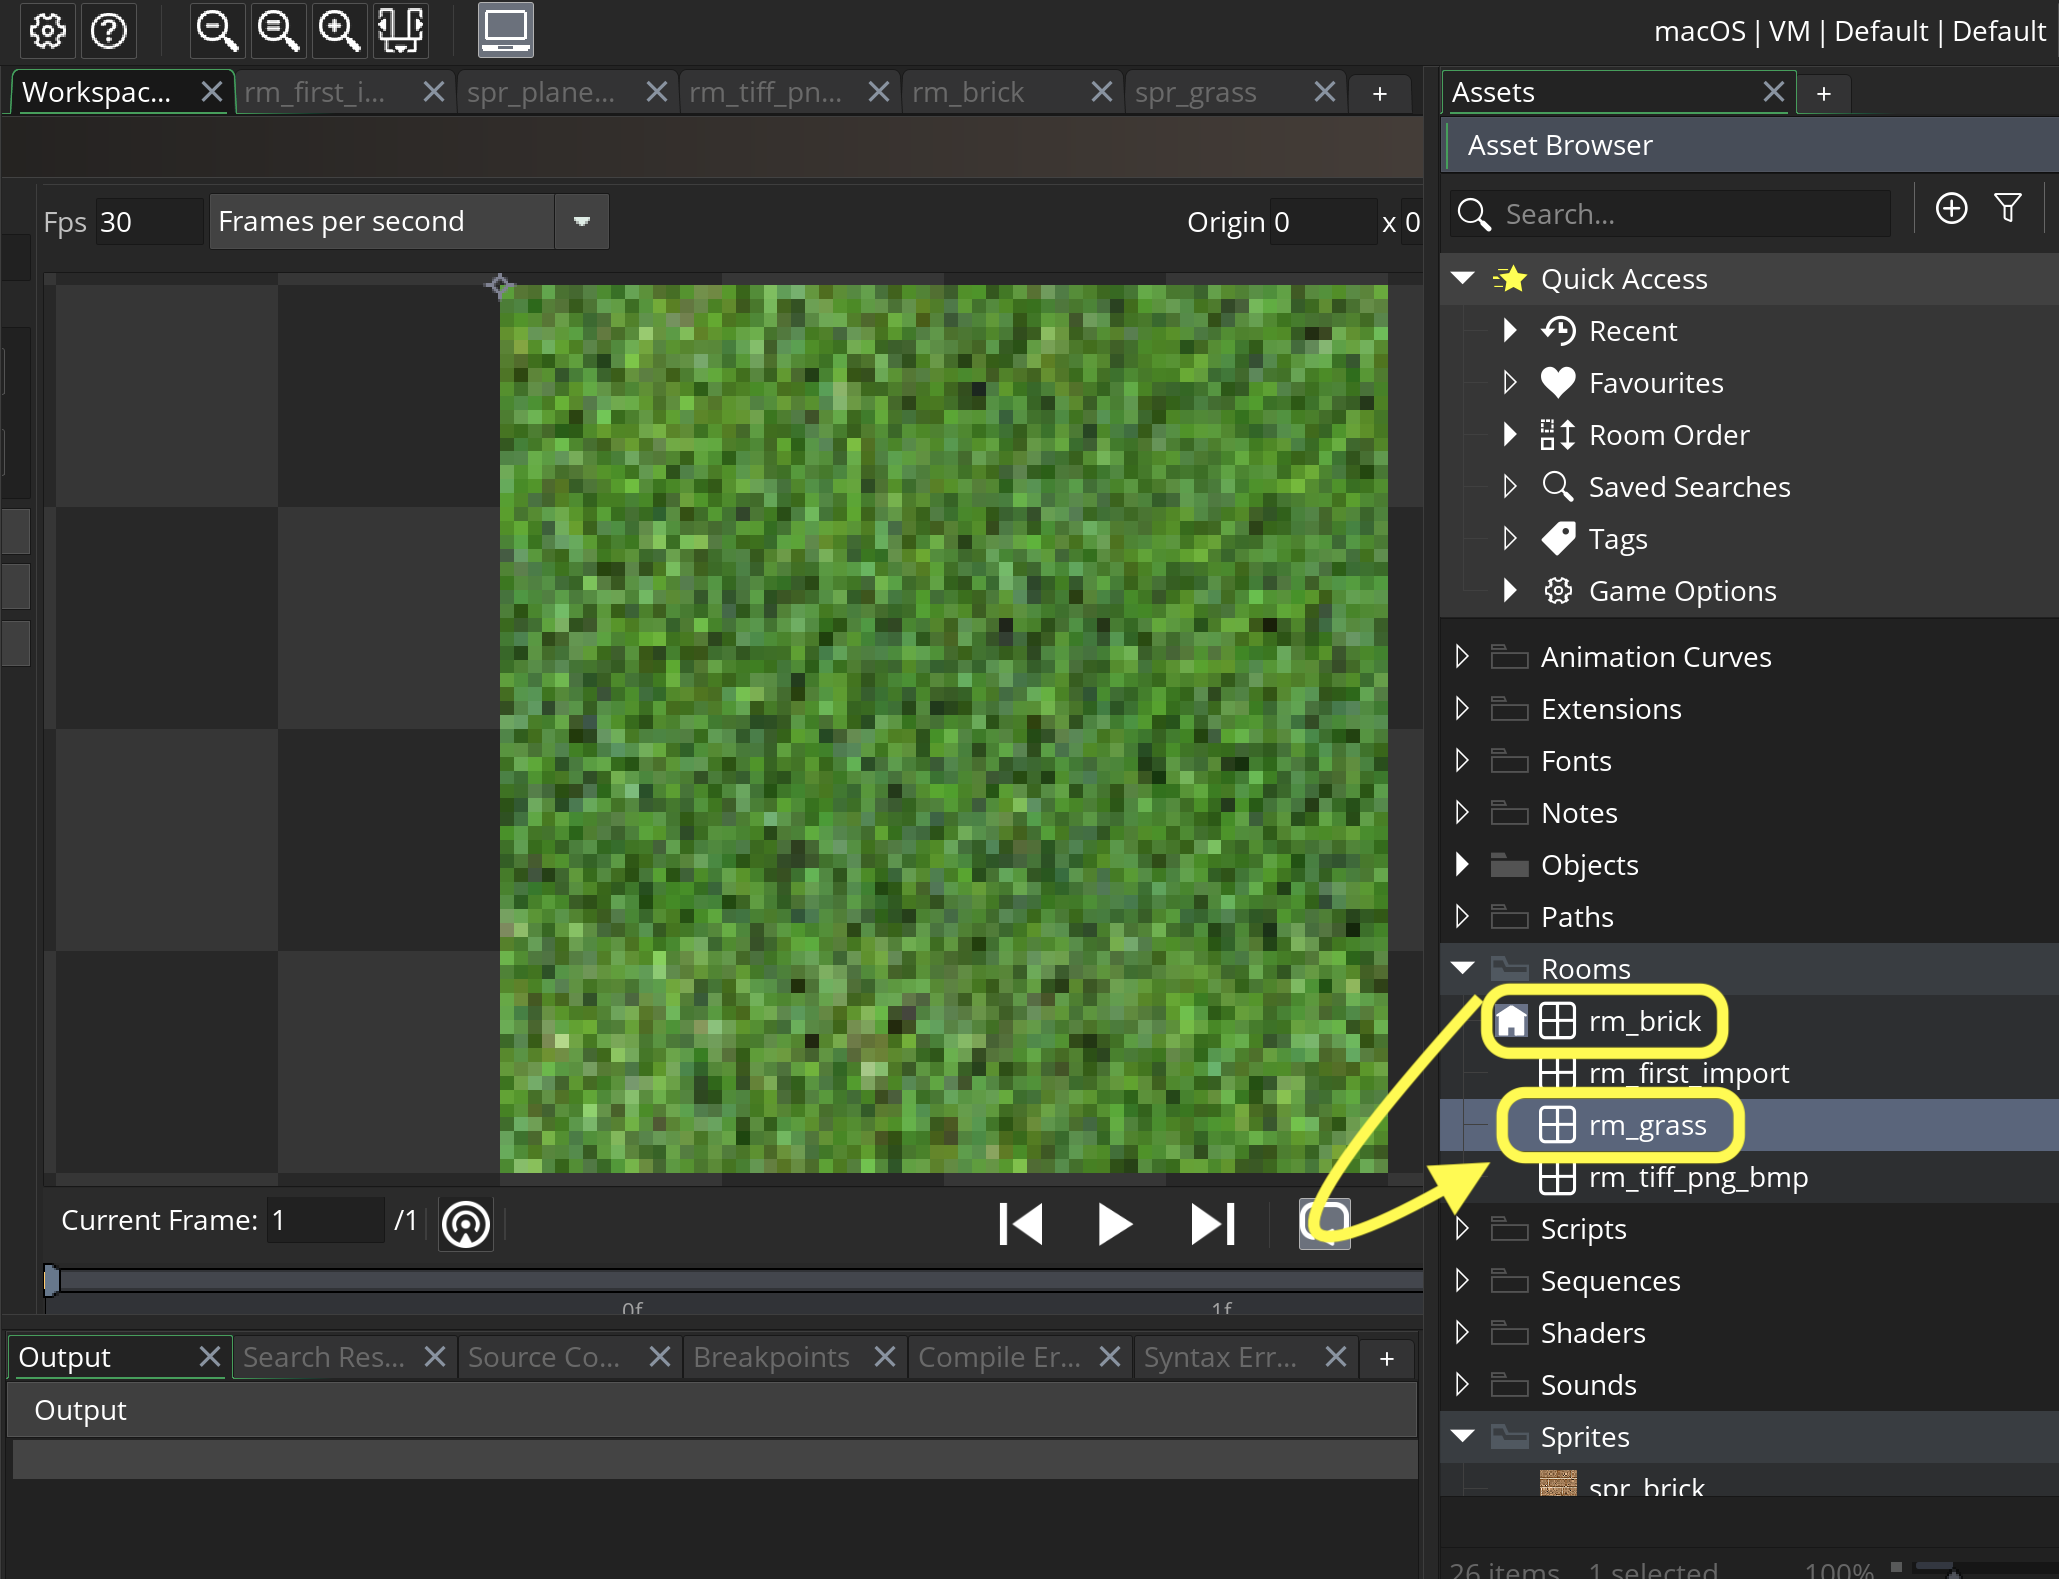 macOS | VM | Default | Default
Workspac...
rm_first_i...
spr_plane...
rm_tiff_pn...
rm_brick
spr_grass
+
Assets
+
Asset Browser
Fps 30 Frames per second
Origin 0 x 0
Search...
Quick Access
Recent
Favourites
Room Order
Saved Searches
Tags
Game Options
Animation Curves
Extensions
Fonts
Notes
Objects
Paths
Rooms
rm_brick
rm_first_import
rm_grass
rm_tiff_png_bmp
Scripts
Sequences
Shaders
Sounds
Sprites
spr_brick
26 items 1 selected 100%
Current Frame: 1 /1
0f 1f
Output
Search Res...
Source Co...
Breakpoints
Compile Er...
Syntax Err...
+
Output